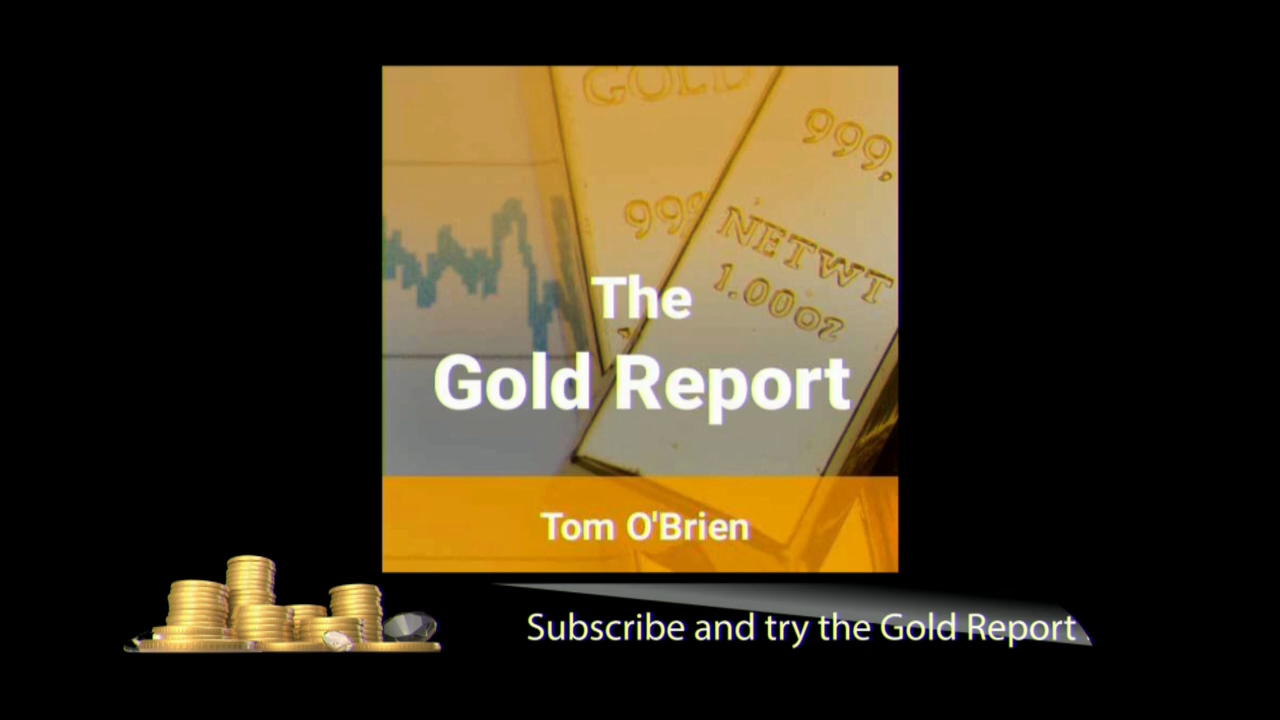 GOLD
999.
999
NETWT
1.00oz
The
Gold Report
Tom O'Brien
Subscribe and try the Gold Report